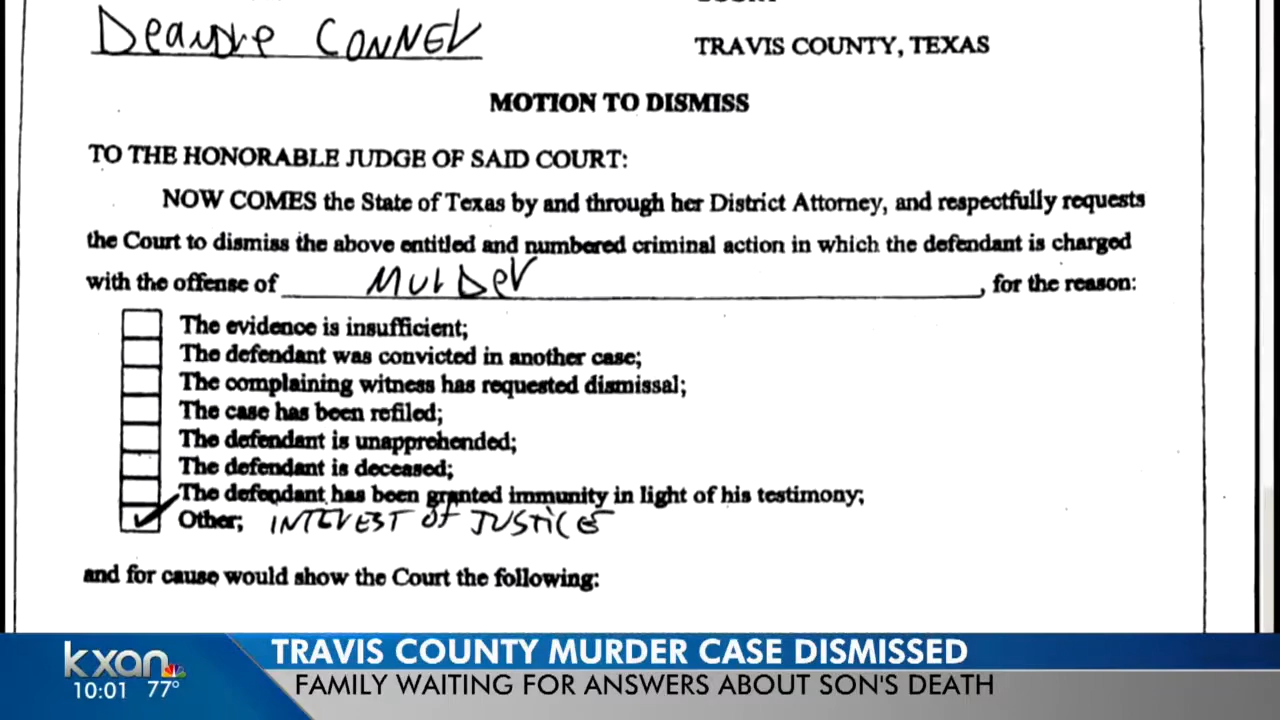 Deandre CONNER
TRAVIS COUNTY, TEXAS
MOTION TO DISMISS
TO THE HONORABLE JUDGE OF SAID COURT:
NOW COMES the State of Texas by and through her District Attorney, and respectfully requests
the Court to dismiss the above entitled and numbered criminal action in which the defendant is charged
with the offense of Murder, for the reason:
The evidence is insufficient;
The defendant was convicted in another case;
The complaining witness has requested dismissal;
The case has been refiled;
The defendant is unapprehended;
The defendant is deceased;
The defendant has been granted immunity in light of his testimony;
Other; INTEREST OF JUSTICE
and for cause would show the Court the following:
TRAVIS COUNTY MURDER CASE DISMISSED
FAMILY WAITING FOR ANSWERS ABOUT SON'S DEATH
kxan
10:01 77°